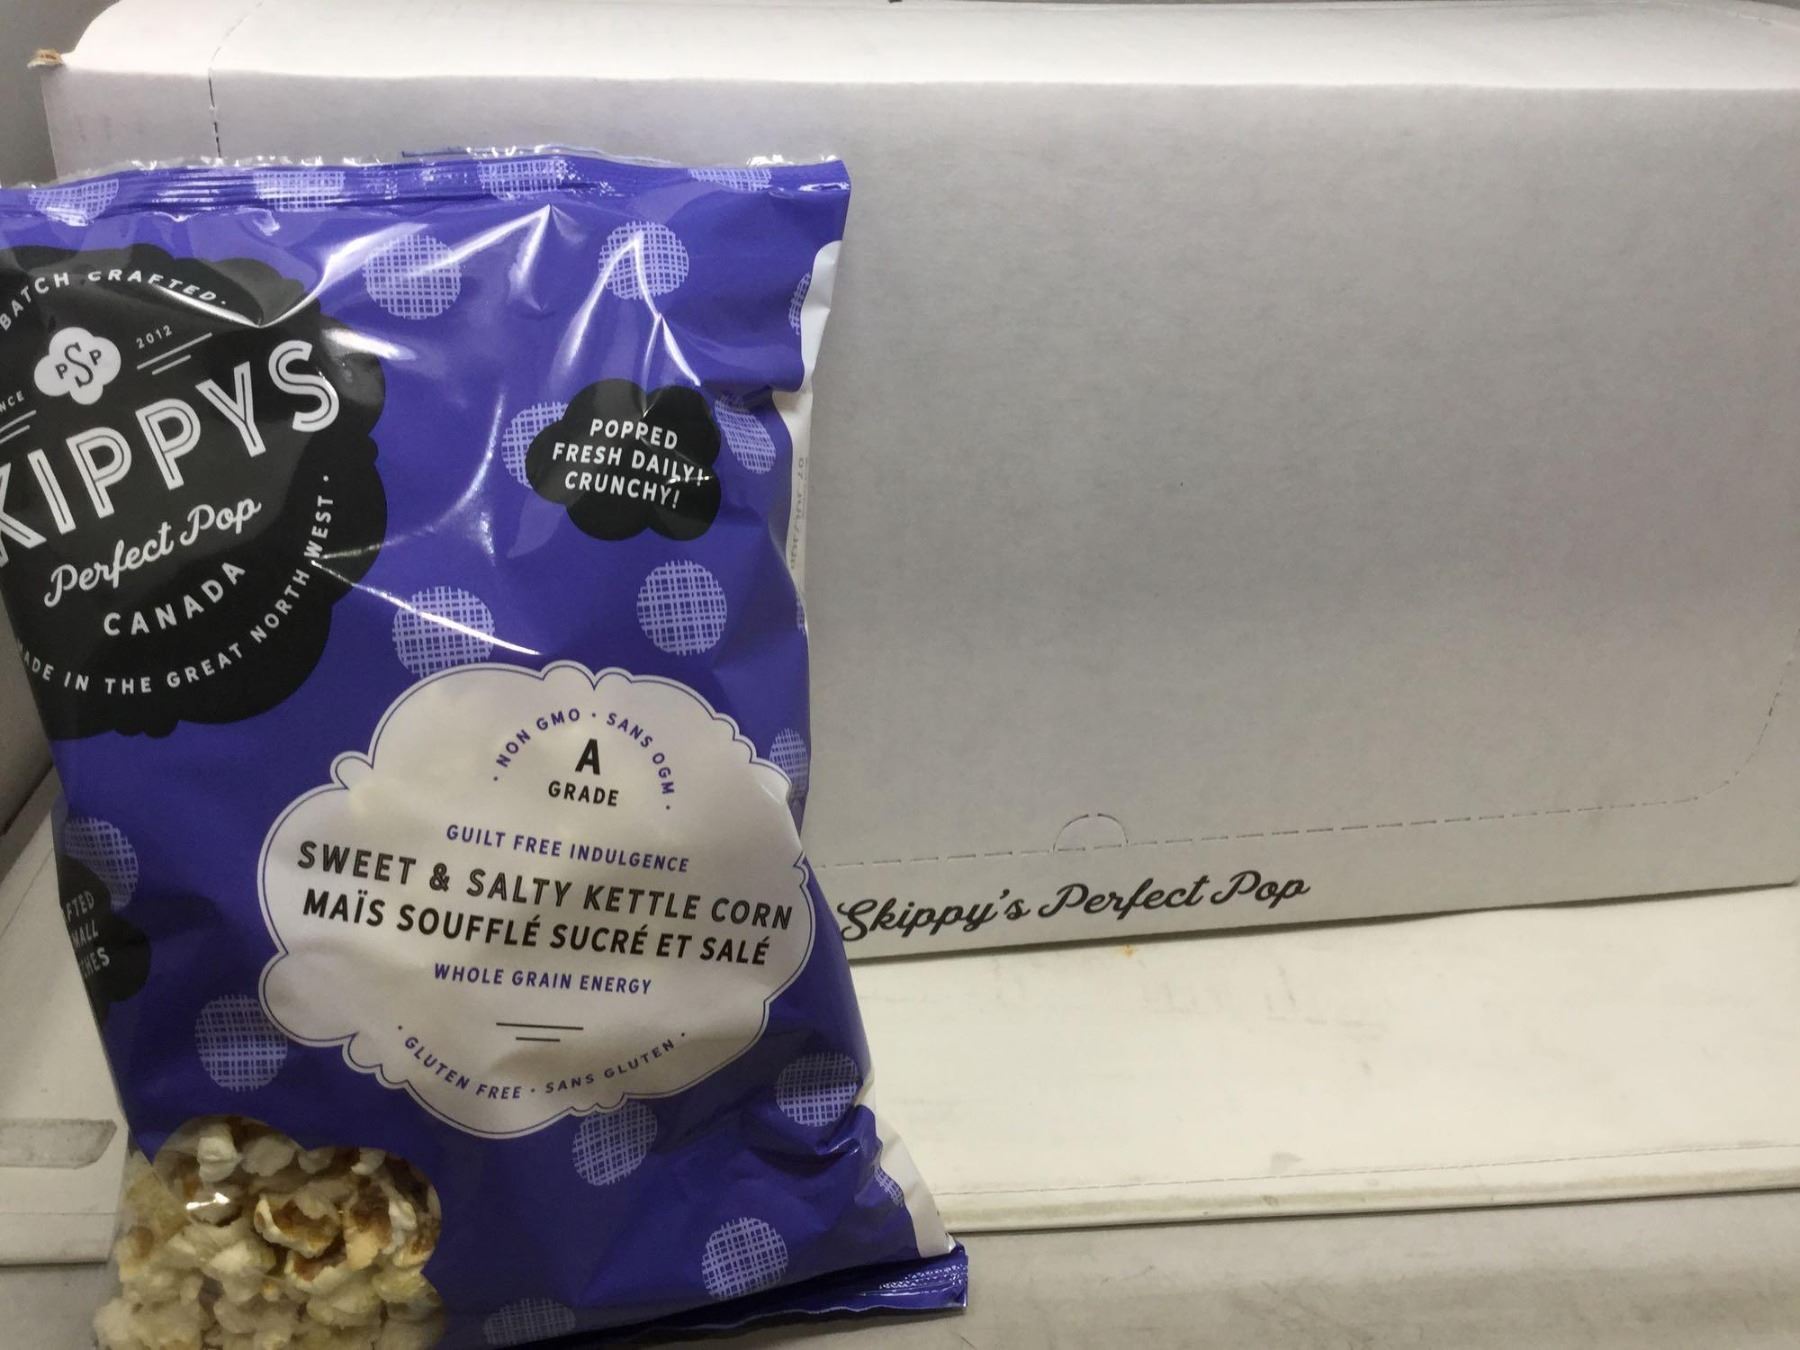 BATCH CRAFTED.
PSP
2012
KIPPYS
Perfect Pop
CANADA
IN THE GREAT NORTH WEST ·
POPPED
FRESH DAILY!
CRUNCHY!
· NON GMO · SANS OGM ·
A
GRADE
GUILT FREE INDULGENCE
SWEET & SALTY KETTLE CORN
MAÏS SOUFFLÉ SUCRÉ ET SALÉ
WHOLE GRAIN ENERGY
· GLUTEN FREE · SANS GLUTEN ·
Skippy's Perfect Pop